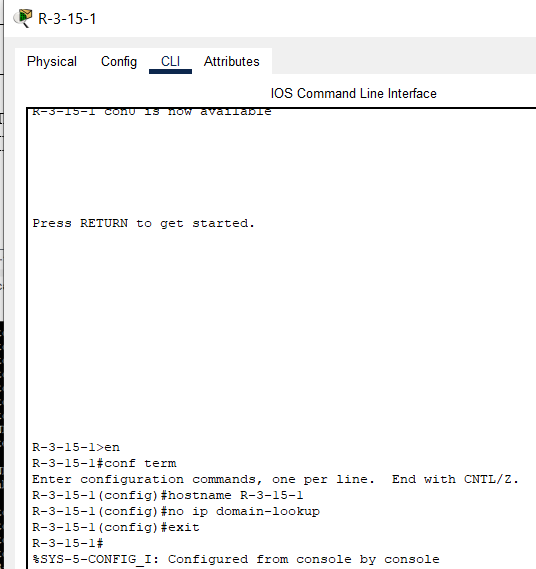 R-3-15-1
Physical Config CLI Attributes
IOS Command Line Interface
R-3-15-1 con0 is now available
Press RETURN to get started.
R-3-15-1>en
R-3-15-1#conf term
Enter configuration commands, one per line.  End with CNTL/Z.
R-3-15-1(config)#hostname R-3-15-1
R-3-15-1(config)#no ip domain-lookup
R-3-15-1(config)#exit
R-3-15-1#
%SYS-5-CONFIG_I: Configured from console by console